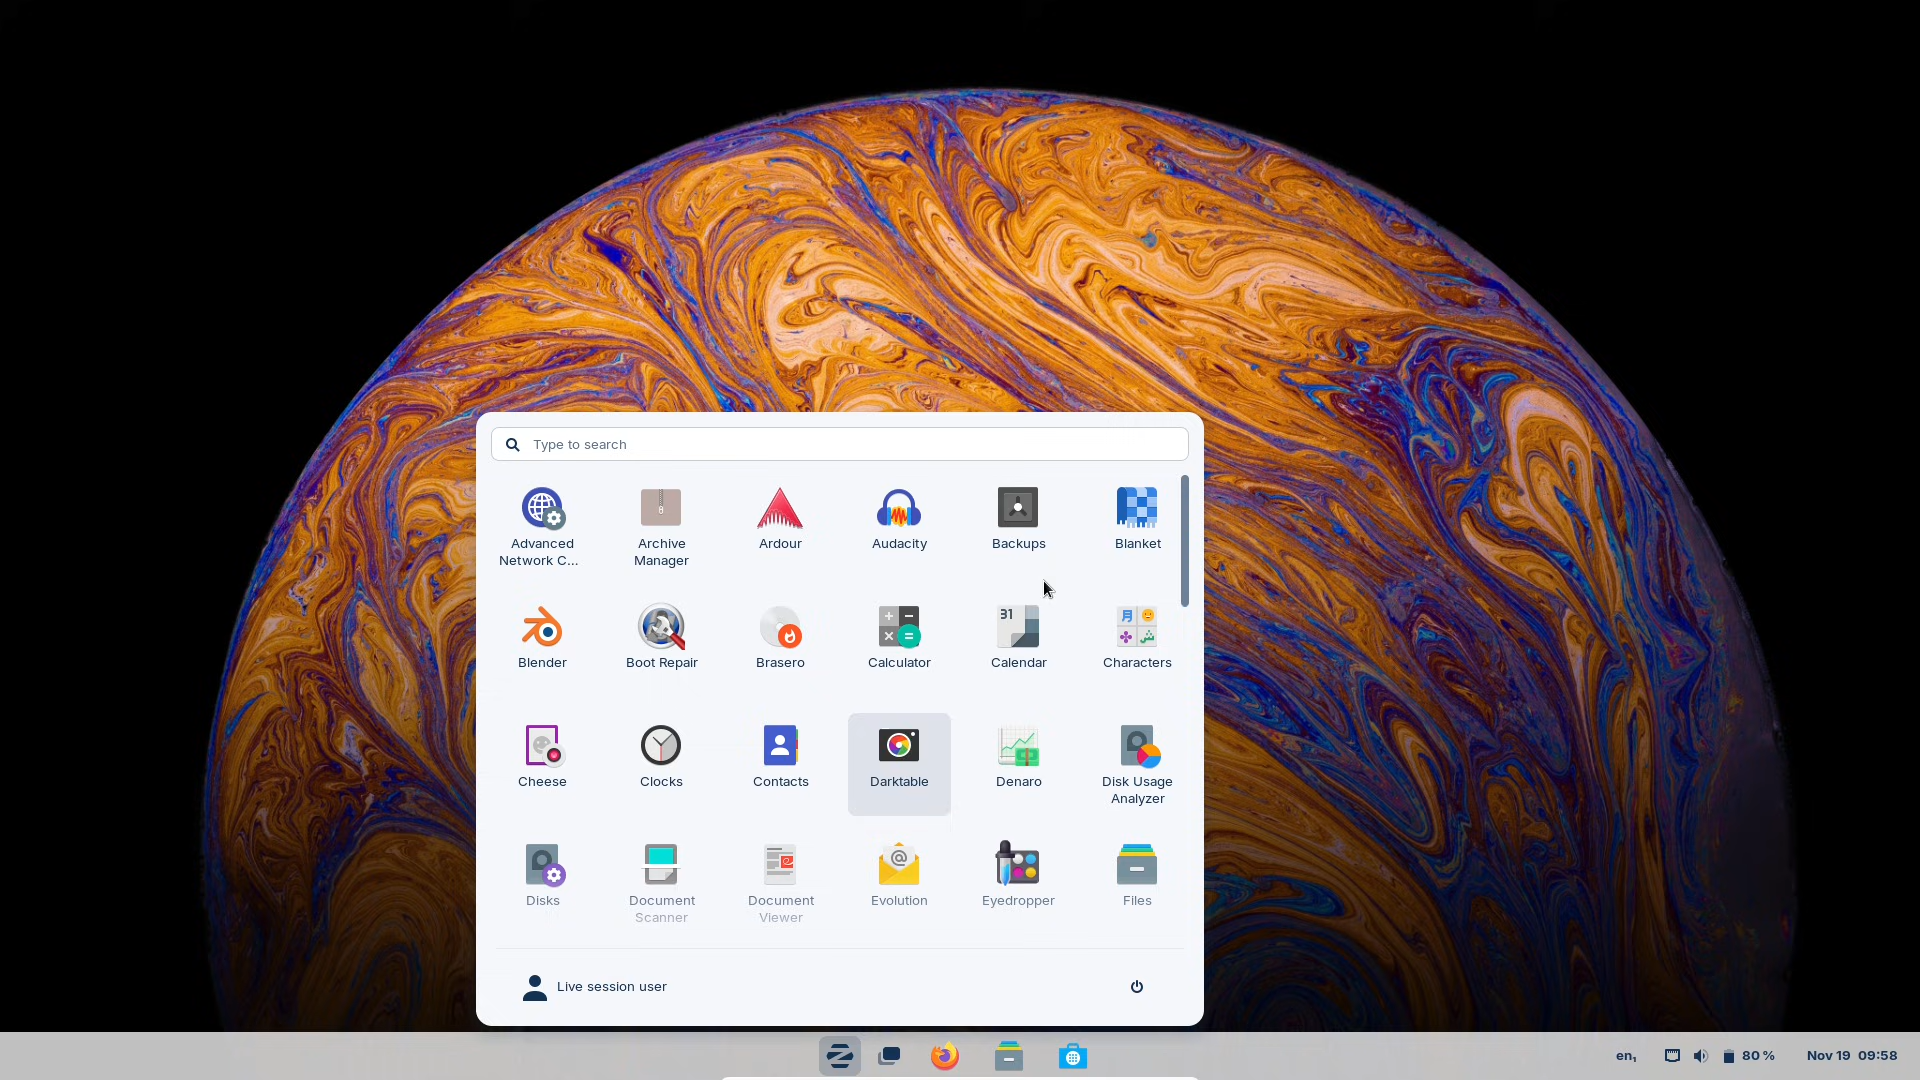 Type to search
Advanced
Network C...
Archive
Manager
Ardour
Audacity
Backups
Blanket
Blender
Boot Repair
Brasero
Calculator
31
Calendar
Characters
Cheese
Clocks
Contacts
Darktable
Denaro
Disk Usage
Analyzer
Disks
Document
Scanner
Document
Viewer
Evolution
Eyedropper
Files
Live session user
en₁
80 %
Nov 19 09:58